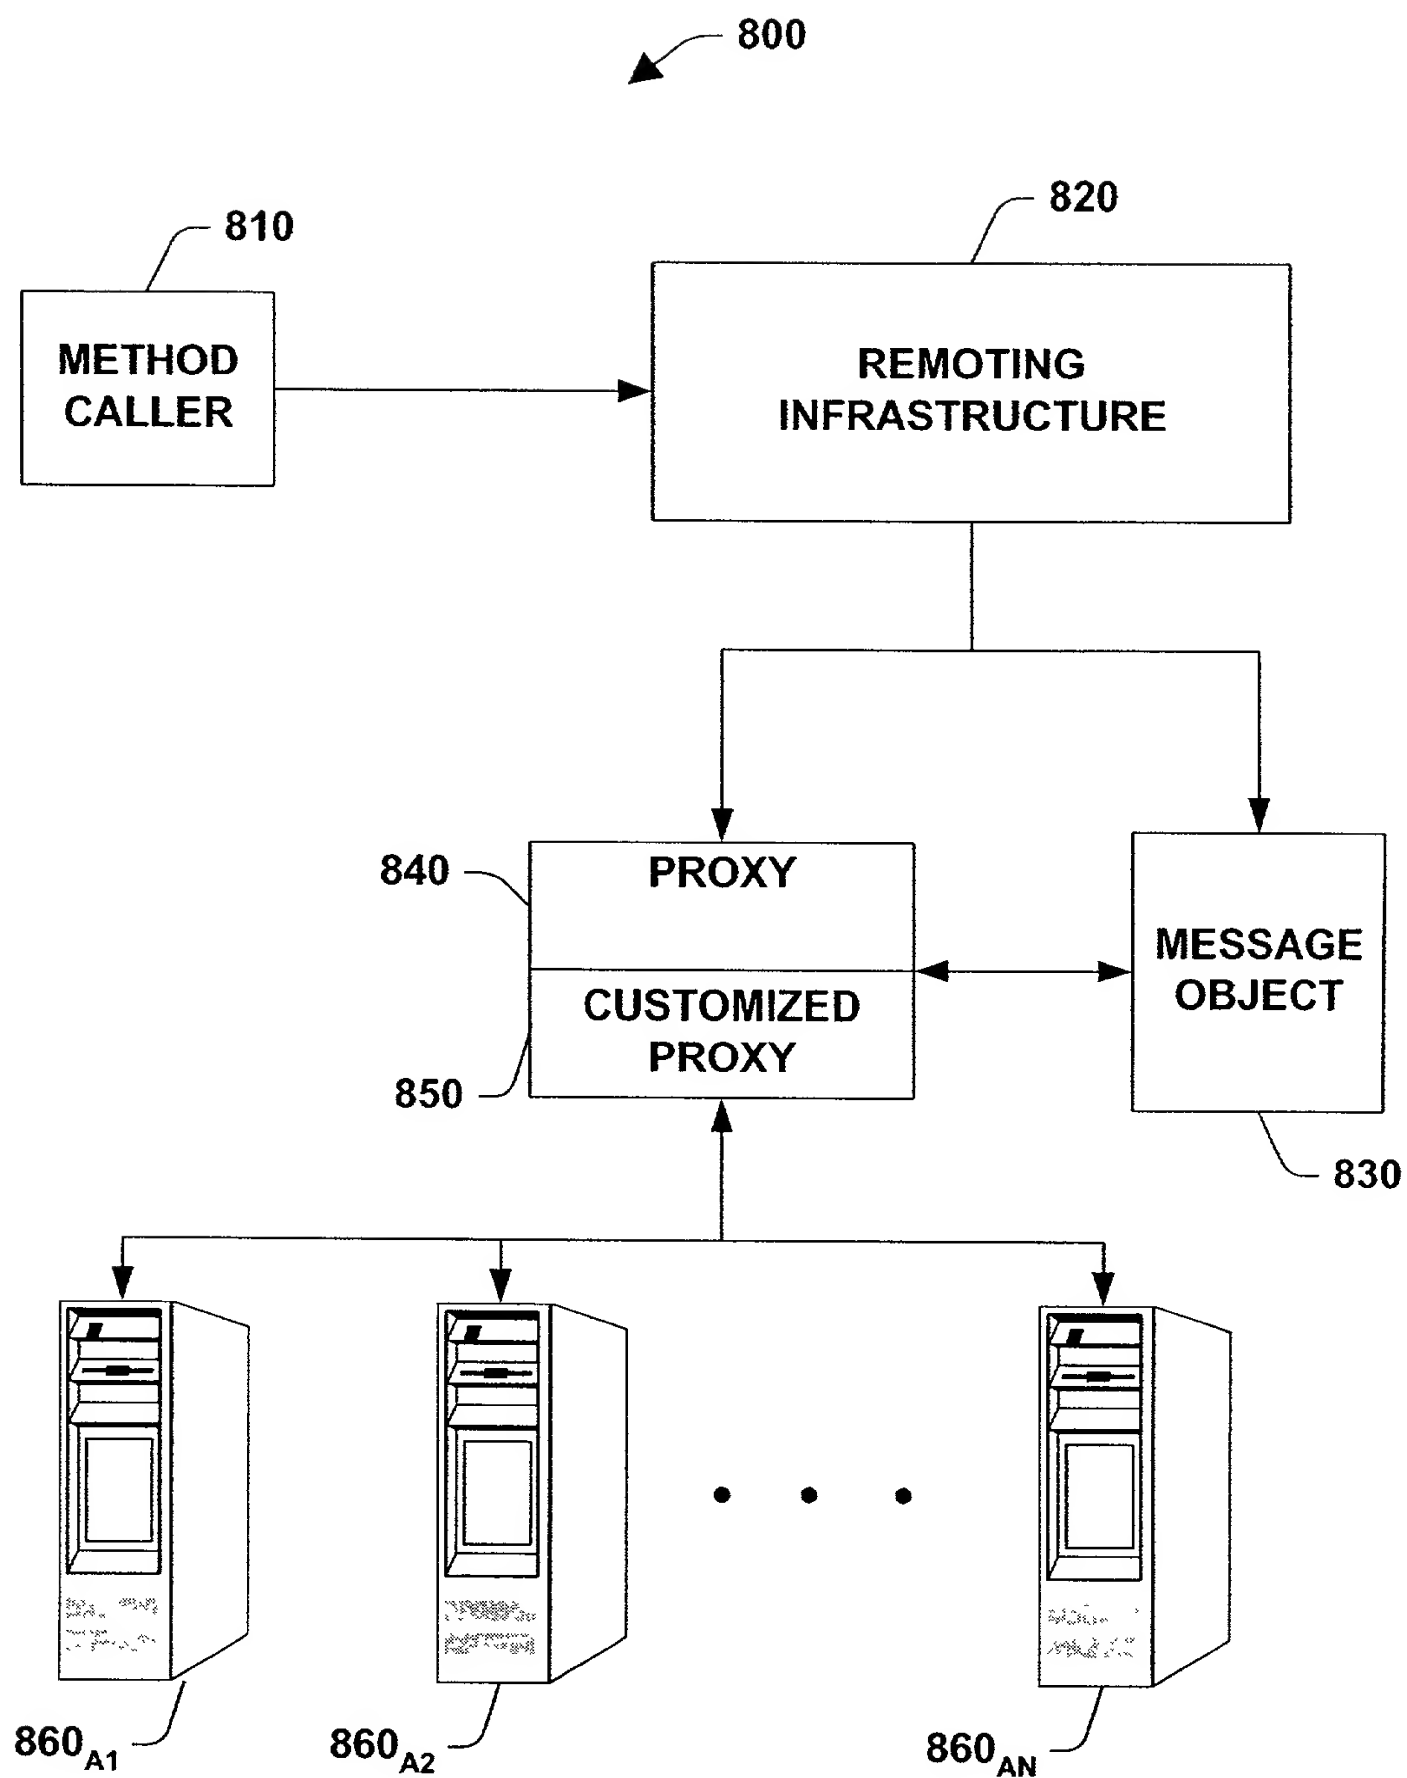 800
810
820
METHOD
CALLER
REMOTING
INFRASTRUCTURE
840
PROXY
CUSTOMIZED
PROXY
850
MESSAGE
OBJECT
830
860A1
860A2
860AN